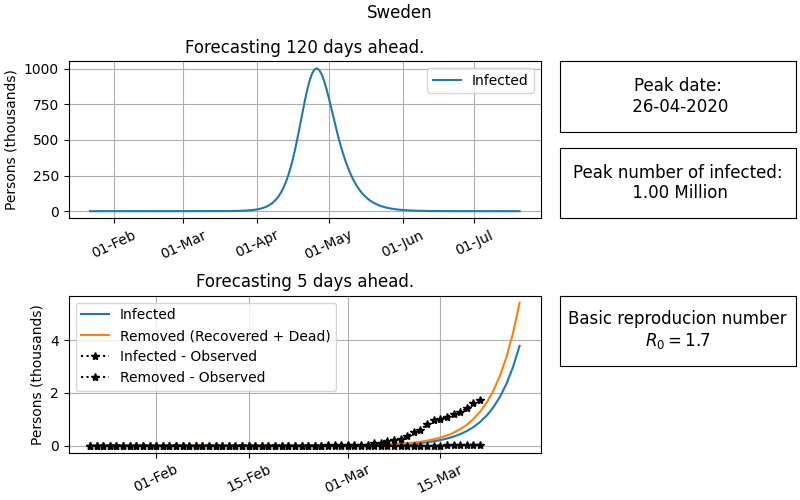 Sweden
Forecasting 120 days ahead.
Persons (thousands)
1000
750
500
250
0
Infected
01-Feb
01-Mar
01-Apr
01-May
01-Jun
01-Jul
Peak date:
26-04-2020
Peak number of infected:
1.00 Million
Forecasting 5 days ahead.
Persons (thousands)
4
2
0
Infected
Removed (Recovered + Dead)
Infected - Observed
Removed - Observed
01-Feb
15-Feb
01-Mar
15-Mar
Basic reproducion number
R₀ = 1.7